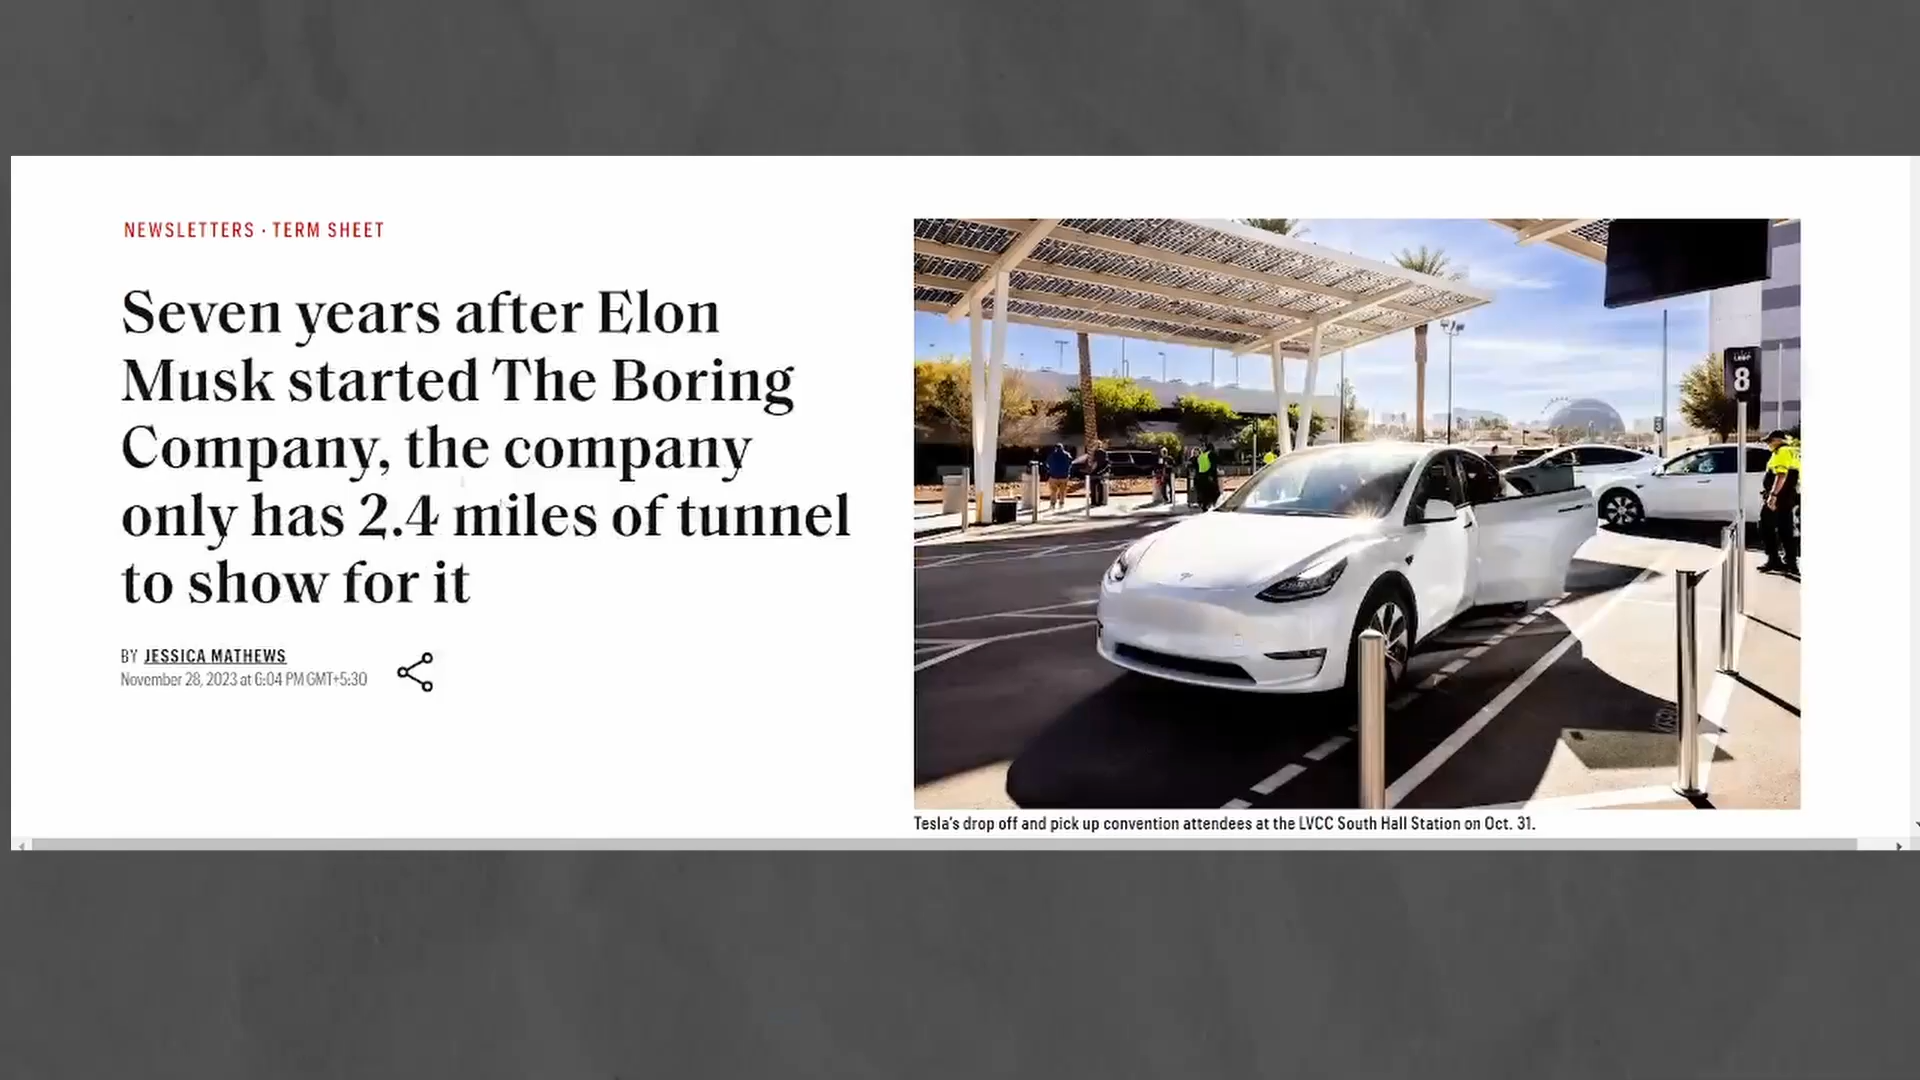 NEWSLETTERS · TERM SHEET
Seven years after Elon
Musk started The Boring
Company, the company
only has 2.4 miles of tunnel
to show for it
BY JESSICA MATHEWS
November 28, 2023 at 6:04 PM GMT+5:30
8
Tesla's drop off and pick up convention attendees at the LVCC South Hall Station on Oct. 31.